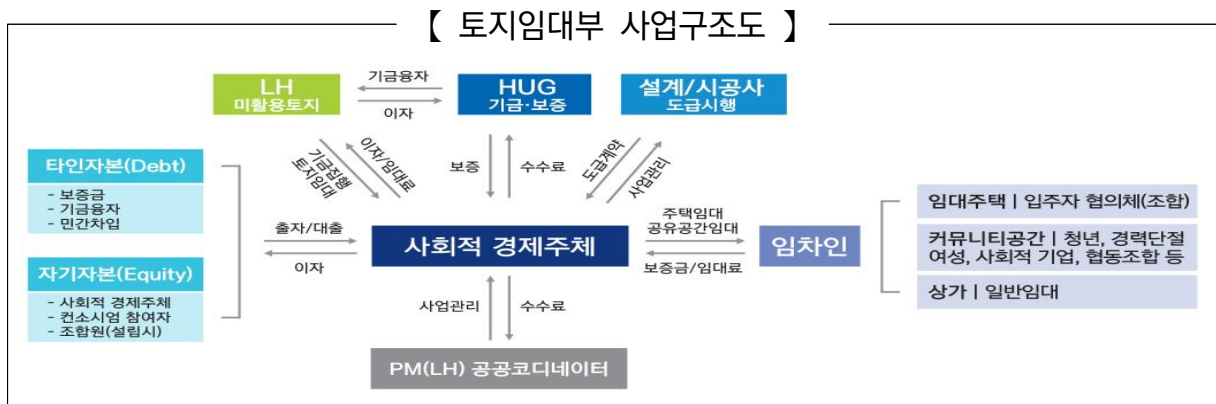 【 토지임대부 사업구조도 】
LH
미활용토지
기금융자
이자
HUG
기금·보증
설계/시공사
도급시행
기금집행
토지임대
이자/임대료
보증
수수료
도급계약
사업관리
타인자본(Debt)
- 보증금
- 기금융자
- 민간차입
자기자본(Equity)
- 사회적 경제주체
- 컨소시엄 참여자
- 조합원(설립시)
출자/대출
이자
사회적 경제주체
주택임대
공유공간임대
보증금/임대료
임차인
임대주택 | 입주자 협의체(조합)
커뮤니티공간 | 청년, 경력단절
여성, 사회적 기업, 협동조합 등
상가 | 일반임대
사업관리
수수료
PM(LH) 공공코디네이터